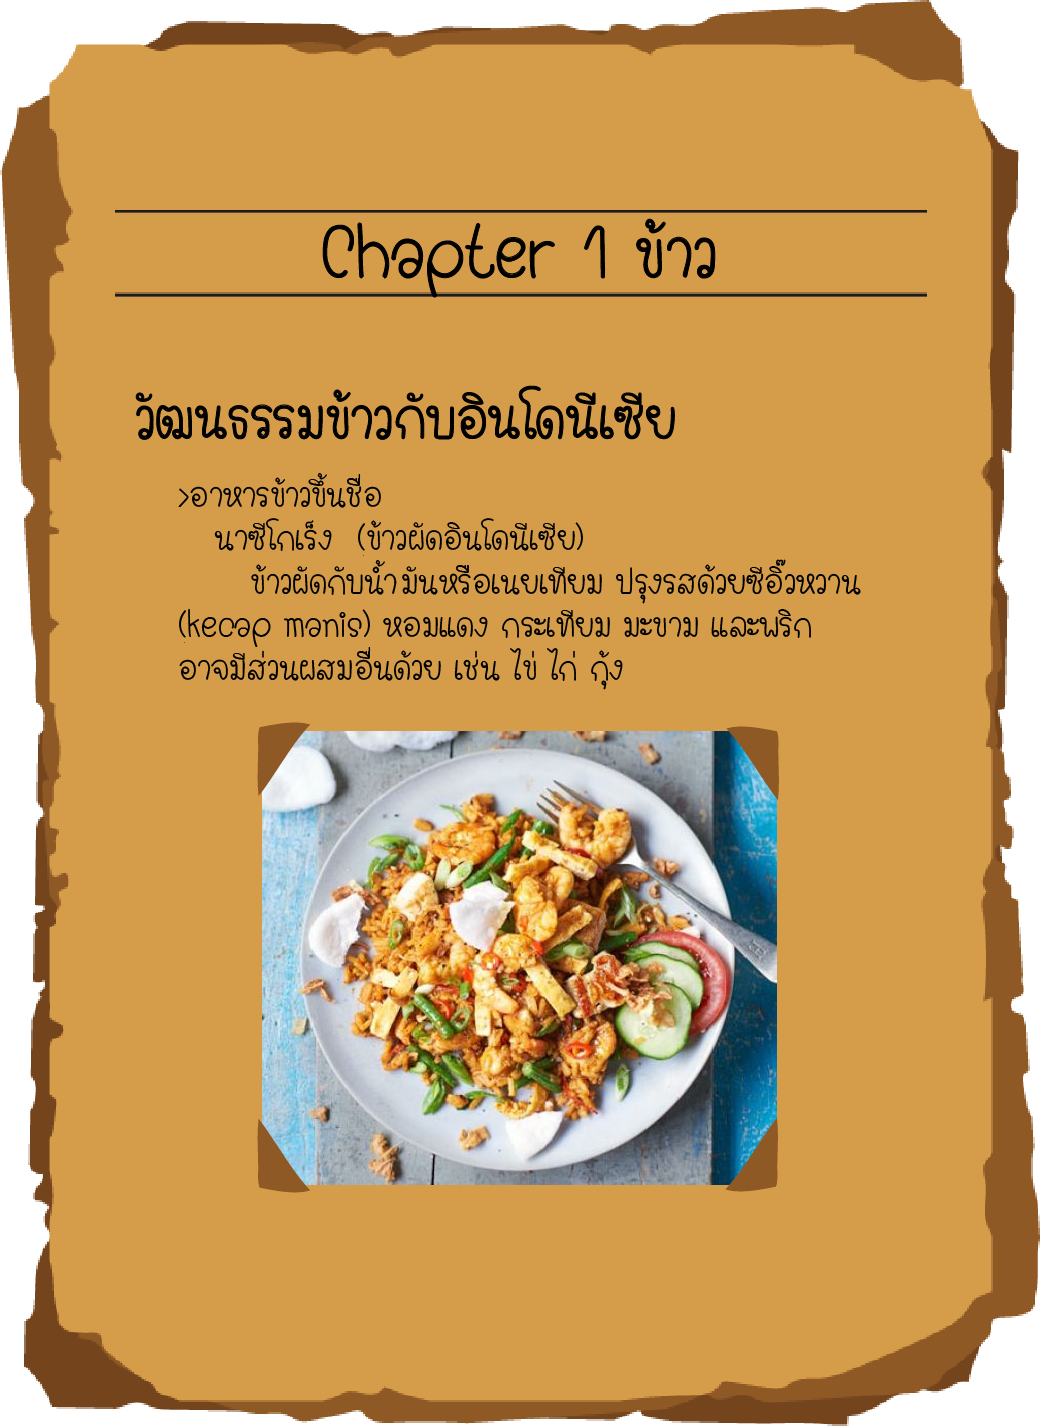 Chapter 1 ข้าว
วัฒนธรรมข้าวกับอินโดนีเซีย
>อาหารข้าวขึ้นชื่อ
นาซีโกเร็ง (ข้าวผัดอินโดนีเซีย)
ข้าวผัดกับน้ำมันหรือเนยเทียม ปรุงรสด้วยซีอิ๊วหวาน
(kecap manis) หอมแดง กระเทียม มะขาม และพริก
อาจมีส่วนผสมอื่นด้วย เช่น ไข่ ไก่ กุ้ง